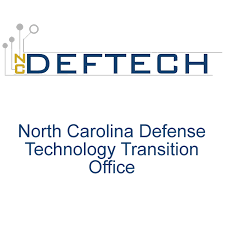 NC DEFTECH
North Carolina Defense
Technology Transition
Office